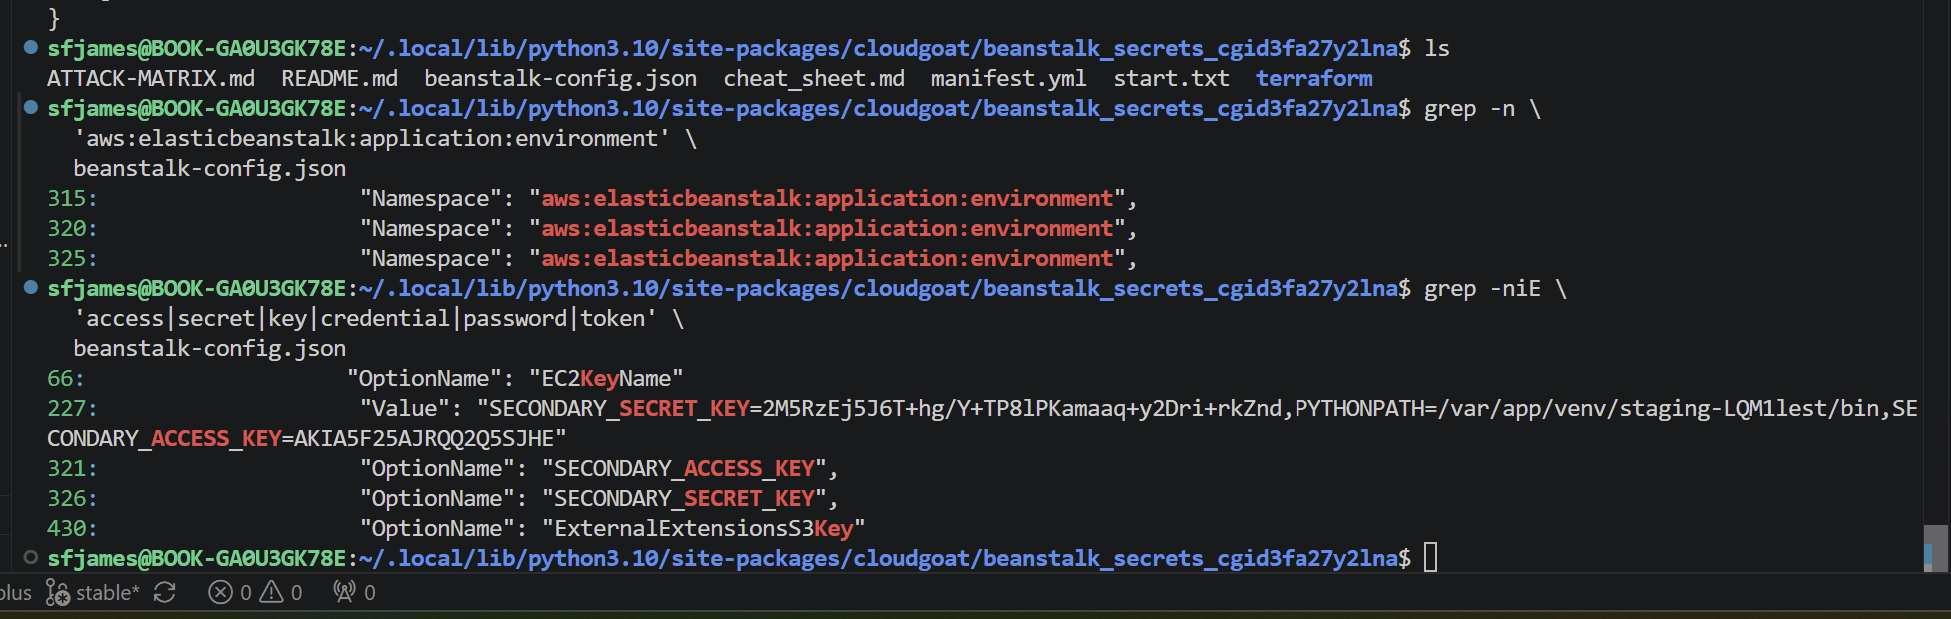 }
sfjames@BOOK-GA0U3GK78E:~/.local/lib/python3.10/site-packages/cloudgoat/beanstalk_secrets_cgid3fa27y2lna$ ls
ATTACK-MATRIX.md  README.md  beanstalk-config.json  cheat_sheet.md  manifest.yml  start.txt  terraform
sfjames@BOOK-GA0U3GK78E:~/.local/lib/python3.10/site-packages/cloudgoat/beanstalk_secrets_cgid3fa27y2lna$ grep -n \
  'aws:elasticbeanstalk:application:environment' \
  beanstalk-config.json
315:                    "Namespace": "aws:elasticbeanstalk:application:environment",
320:                    "Namespace": "aws:elasticbeanstalk:application:environment",
325:                    "Namespace": "aws:elasticbeanstalk:application:environment",
sfjames@BOOK-GA0U3GK78E:~/.local/lib/python3.10/site-packages/cloudgoat/beanstalk_secrets_cgid3fa27y2lna$ grep -niE \
  'access|secret|key|credential|password|token' \
  beanstalk-config.json
66:                    "OptionName": "EC2KeyName"
227:                    "Value": "SECONDARY_SECRET_KEY=2M5RzEj5J6T+hg/Y+TP8lPKamaaq+y2Dri+rkZnd,PYTHONPATH=/var/app/venv/staging-LQM1lest/bin,SE
CONDARY_ACCESS_KEY=AKIA5F25AJRQQ2Q5SJHE"
321:                    "OptionName": "SECONDARY_ACCESS_KEY",
326:                    "OptionName": "SECONDARY_SECRET_KEY",
430:                    "OptionName": "ExternalExtensionsS3Key"
sfjames@BOOK-GA0U3GK78E:~/.local/lib/python3.10/site-packages/cloudgoat/beanstalk_secrets_cgid3fa27y2lna$
plus stable* 0 0 0